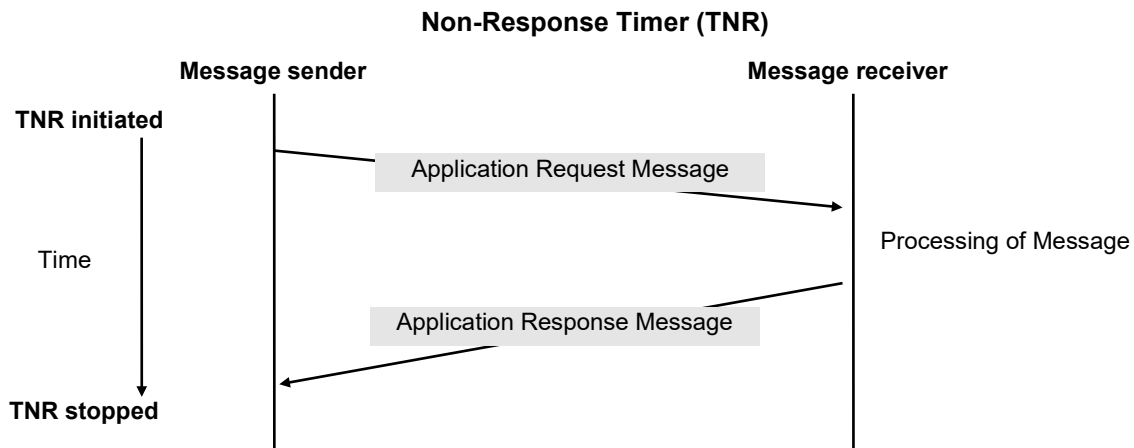 Non-Response Timer (TNR)
Message sender
Message receiver
TNR initiated
Application Request Message
Processing of Message
Time
Application Response Message
TNR stopped